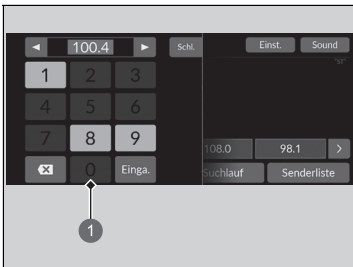 ◄ 100.4 ► Schl. Einst. Sound
"ST"
1 2 3
4 5 6
7 8 9
108.0 98.1 >
0 Einga. Suchlauf Senderliste
1